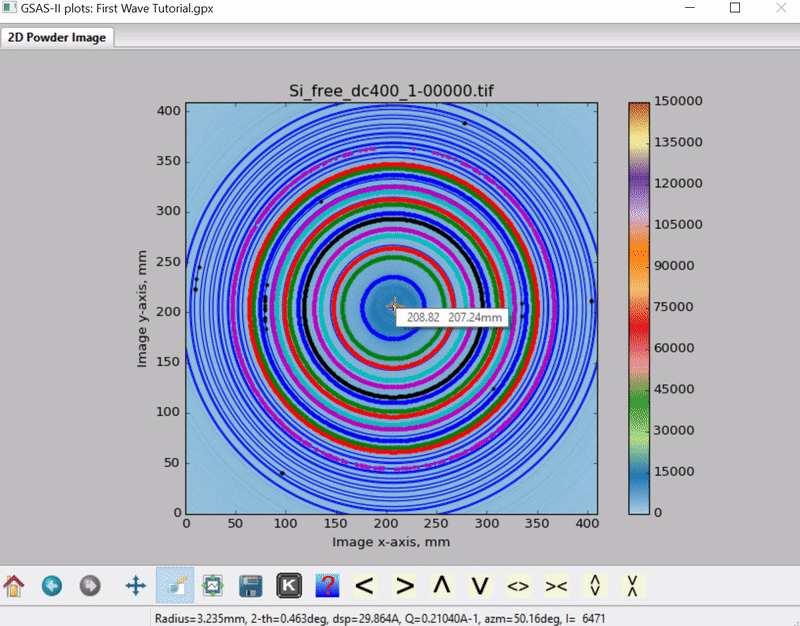 GSAS-II plots: First Wave Tutorial.gpx
2D Powder Image
Si_free_dc400_1-00000.tif
400
350
300
250
200
150
100
50
0
Image y-axis, mm
208.82 207.24mm
0 50 100 150 200 250 300 350 400
Image x-axis, mm
150000
135000
120000
105000
90000
75000
60000
45000
30000
15000
0
K ? < > Λ V <> ><
Radius=3.235mm, 2-th=0.463deg, dsp=29.864A, Q=0.21040A-1, azm=50.16deg, I= 6471